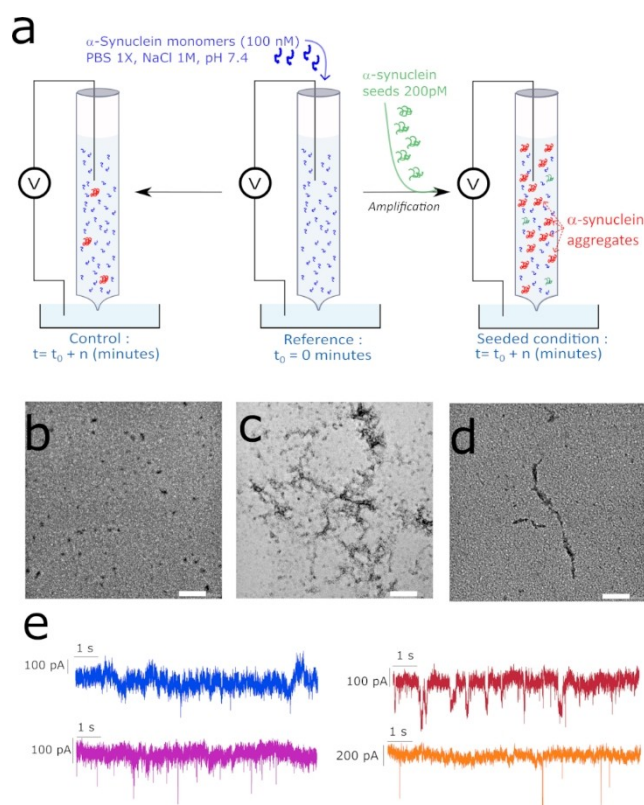 a
α-Synuclein monomers (100 nM)
PBS 1X, NaCl 1M, pH 7.4
α-synuclein
seeds 200pM
V
V
Amplification
α-synuclein
aggregates
Control :
t= t₀ + n (minutes)
Reference :
t₀ = 0 minutes
Seeded condition :
t= t₀ + n (minutes)
b
c
d
e
1 s
100 pA
1 s
100 pA
1 s
100 pA
1 s
200 pA